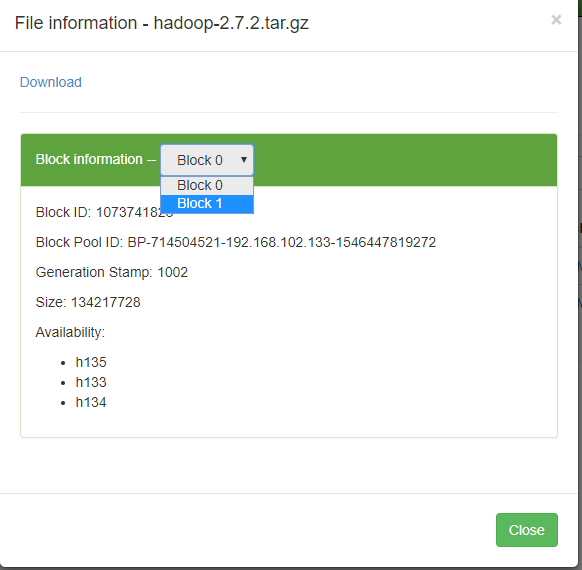 File information - hadoop-2.7.2.tar.gz
×
Download
Block information -- Block 0
Block 0
Block 1
Block ID:
Block Pool ID: BP-714504521-192.168.102.133-1546447819272
Generation Stamp: 1002
Size: 134217728
Availability:
h135
h133
h134
Close